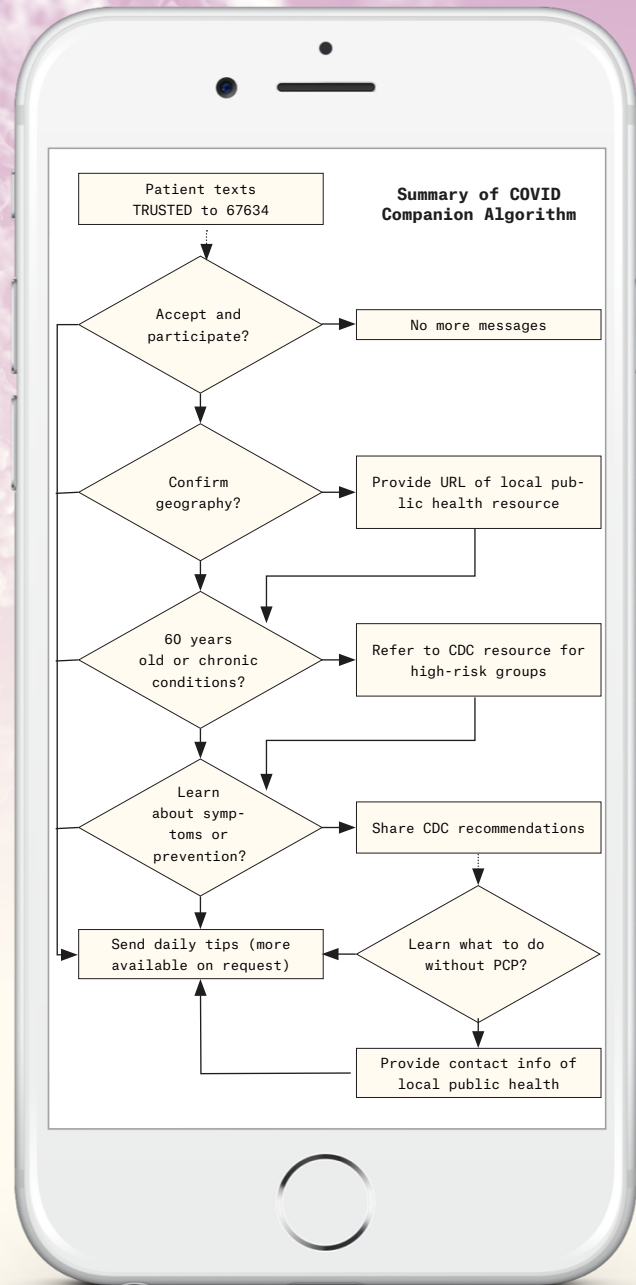 Patient texts
TRUSTED to 67634
Summary of COVID
Companion Algorithm
Accept and
participate?
No more messages
Confirm
geography?
Provide URL of local pub-
lic health resource
60 years
old or chronic
conditions?
Refer to CDC resource for
high-risk groups
Learn
about symp-
toms or
prevention?
Share CDC recommendations
Send daily tips (more
available on request)
Learn what to do
without PCP?
Provide contact info of
local public health